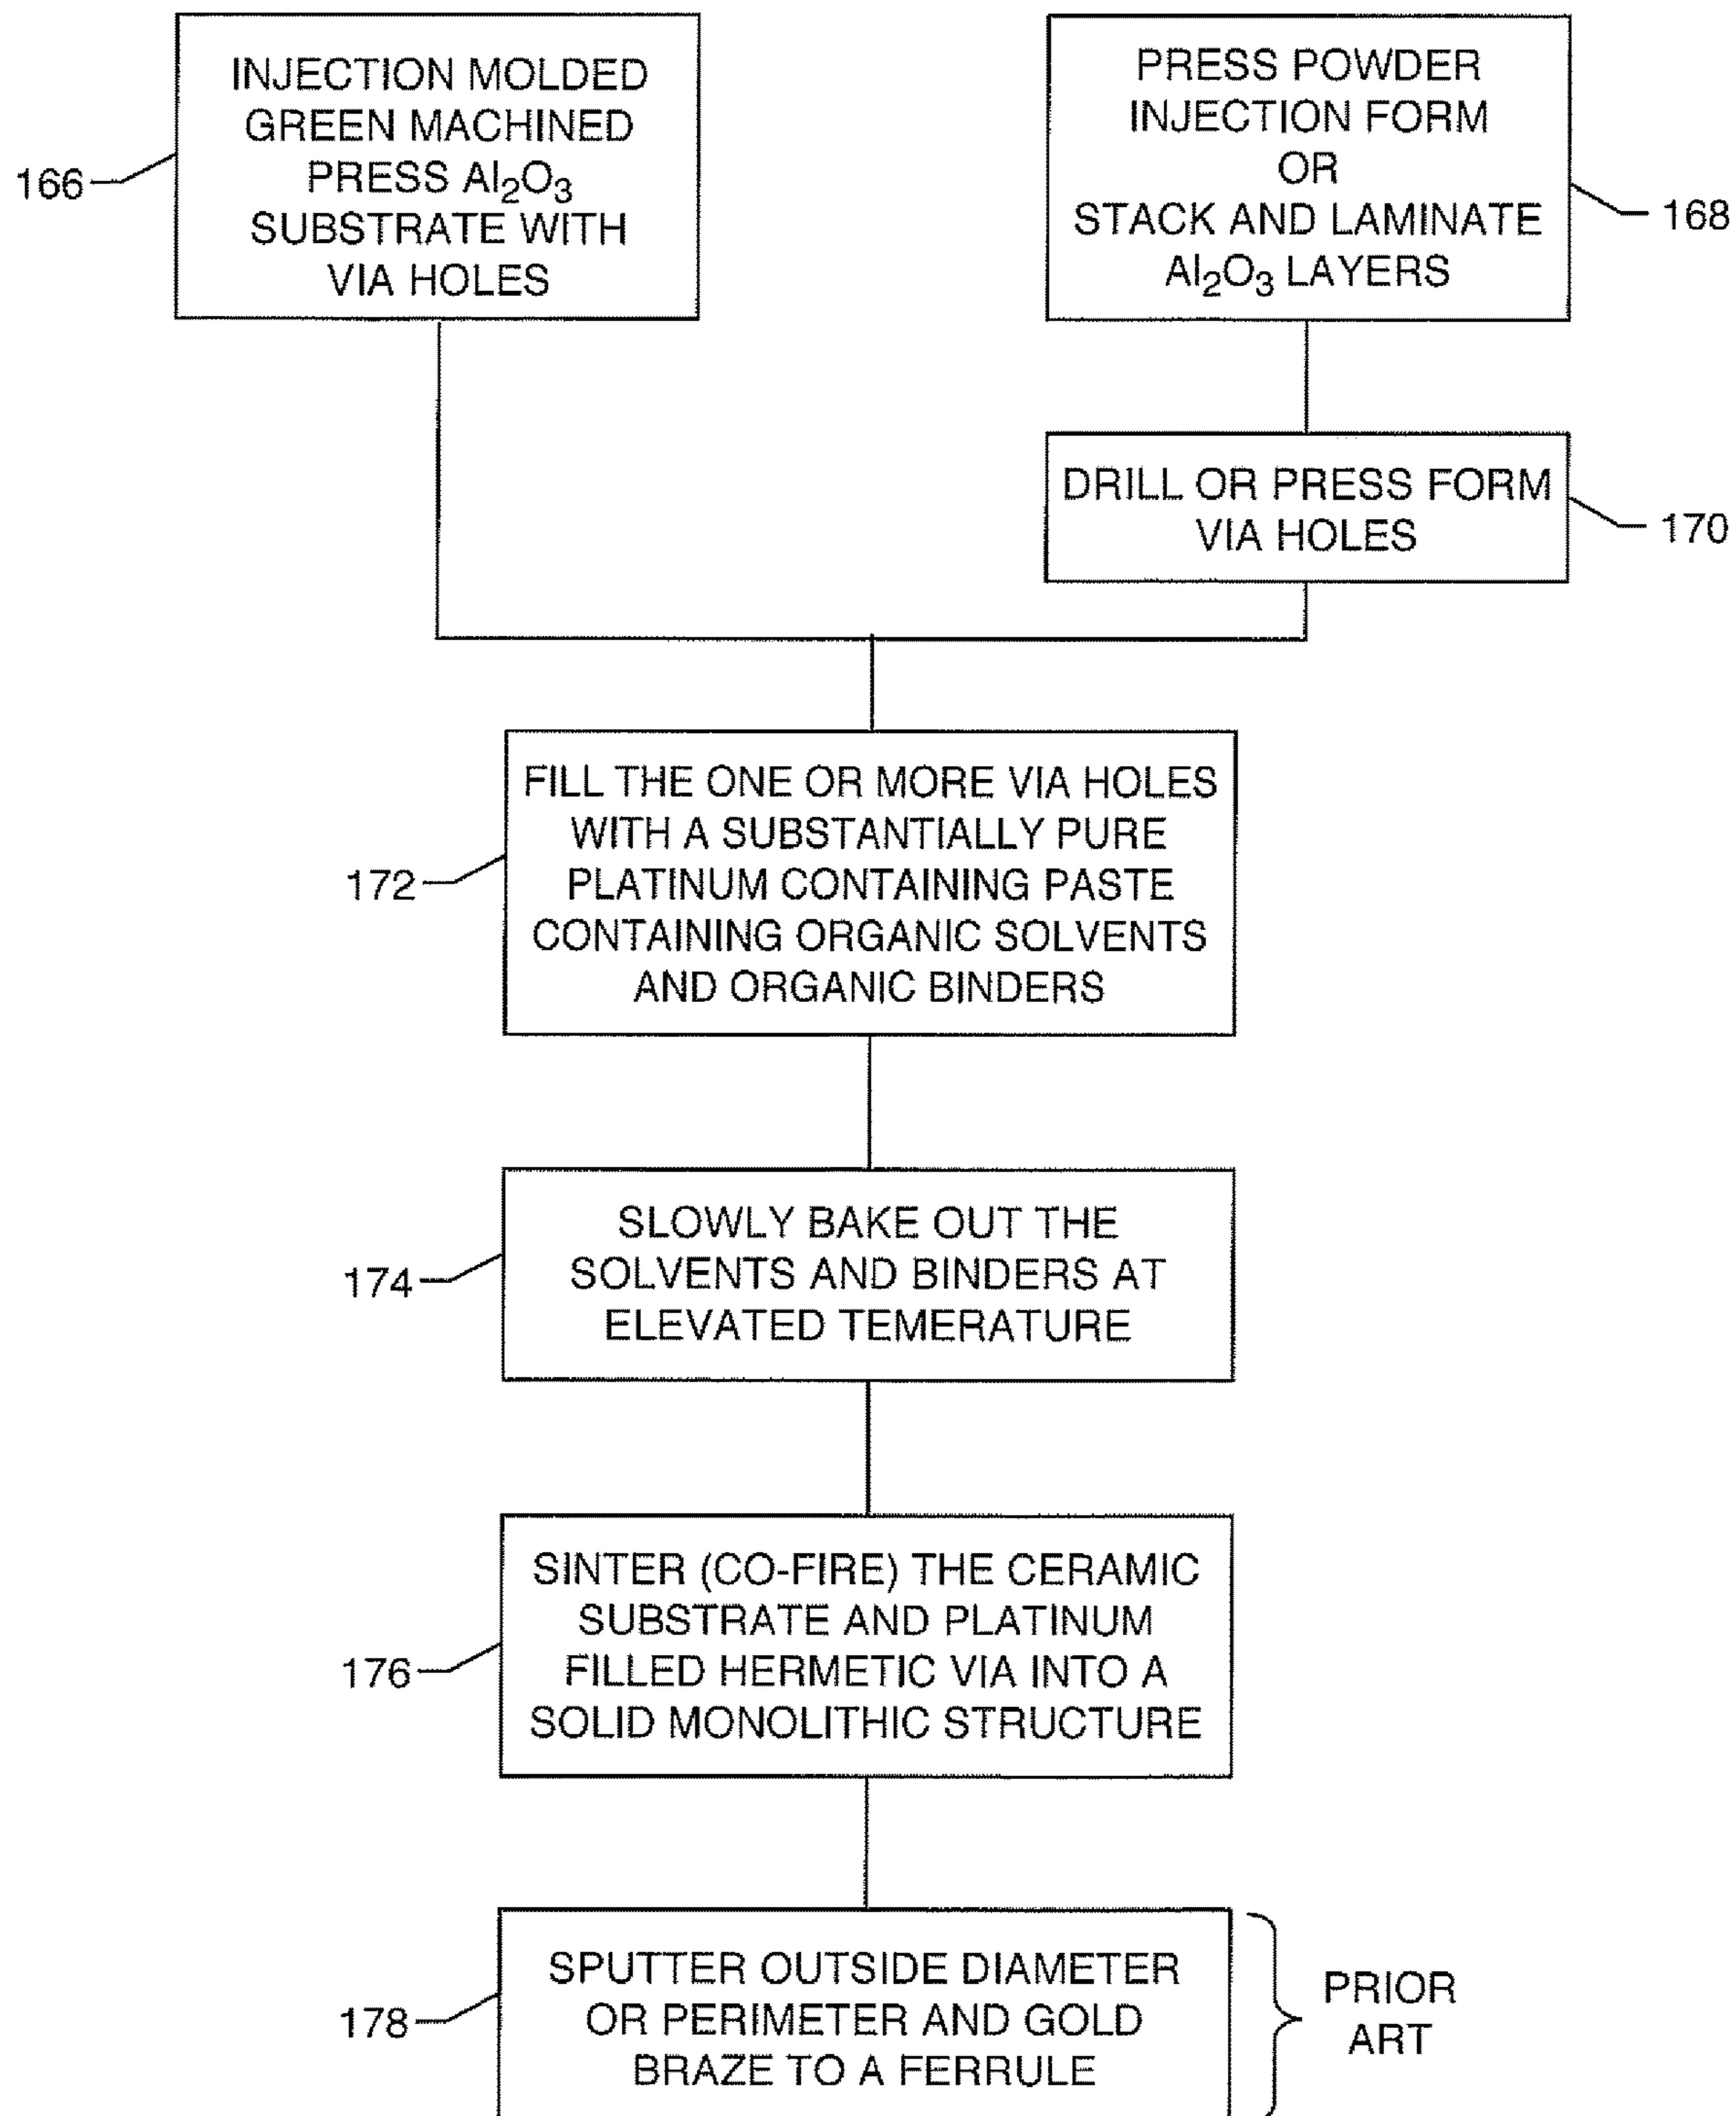 INJECTION MOLDED
GREEN MACHINED
PRESS Al₂O₃
SUBSTRATE WITH
VIA HOLES
166
PRESS POWDER
INJECTION FORM
OR
STACK AND LAMINATE
Al₂O₃ LAYERS
168
DRILL OR PRESS FORM
VIA HOLES
170
FILL THE ONE OR MORE VIA HOLES
WITH A SUBSTANTIALLY PURE
PLATINUM CONTAINING PASTE
CONTAINING ORGANIC SOLVENTS
AND ORGANIC BINDERS
172
SLOWLY BAKE OUT THE
SOLVENTS AND BINDERS AT
ELEVATED TEMERATURE
174
SINTER (CO-FIRE) THE CERAMIC
SUBSTRATE AND PLATINUM
FILLED HERMETIC VIA INTO A
SOLID MONOLITHIC STRUCTURE
176
SPUTTER OUTSIDE DIAMETER
OR PERIMETER AND GOLD
BRAZE TO A FERRULE
178
PRIOR
ART